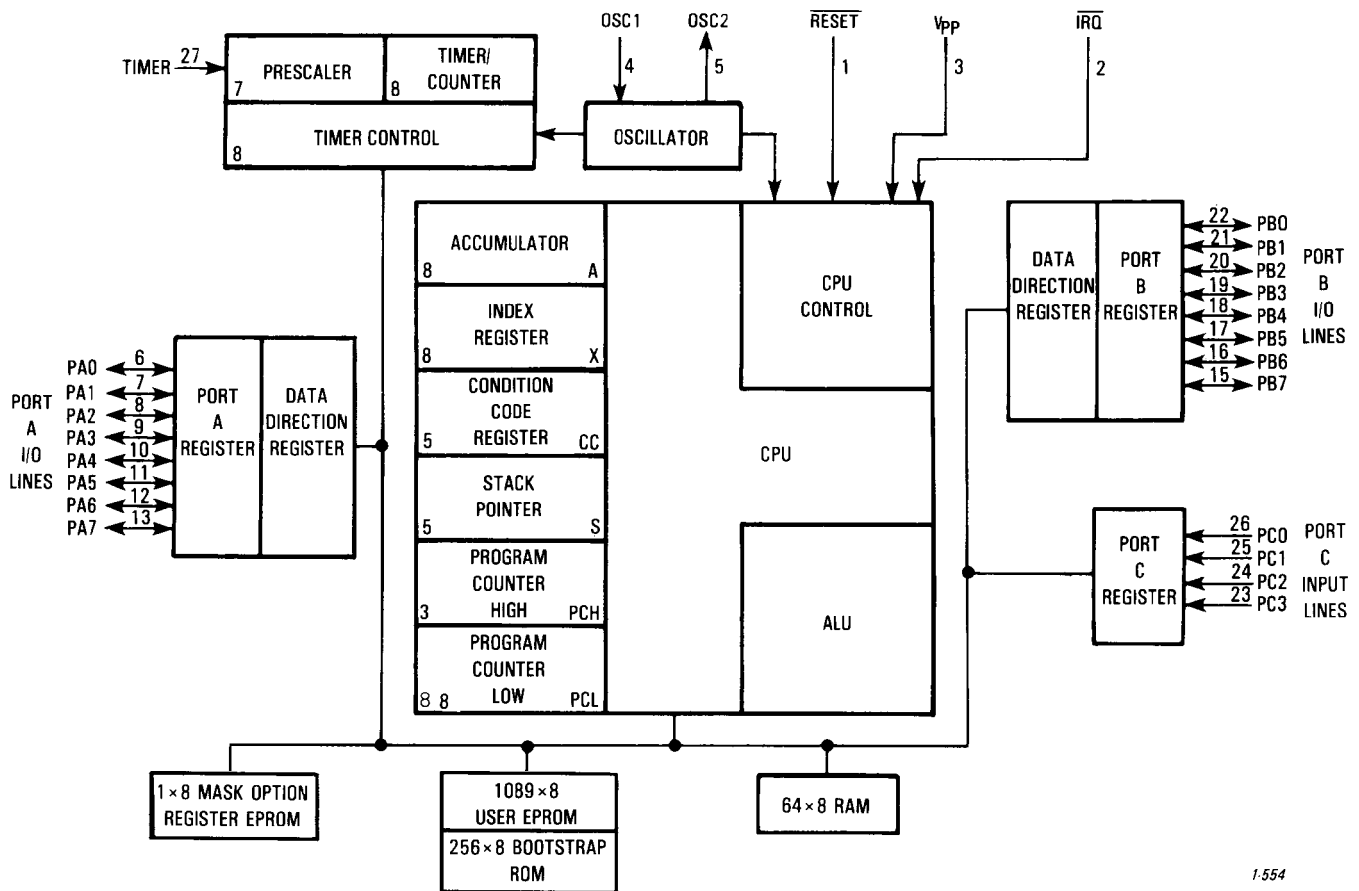 OSC1
OSC2
RESET
VPP
IRQ
4
5
1
3
2
TIMER 27
PRESCALER
7
TIMER/
COUNTER
8
TIMER CONTROL
8
OSCILLATOR
ACCUMULATOR
8 A
INDEX
REGISTER
8 X
CONDITION
CODE
REGISTER
5 CC
STACK
POINTER
5 S
PROGRAM
COUNTER
HIGH
3 PCH
PROGRAM
COUNTER
LOW
8 8 PCL
CPU
CONTROL
CPU
ALU
PORT
A
I/O
LINES
PA0 6
PA1 7
PA2 8
PA3 9
PA4 10
PA5 11
PA6 12
PA7 13
PORT
A
REGISTER
DATA
DIRECTION
REGISTER
DATA
DIRECTION
REGISTER
PORT
B
REGISTER
22 PB0
21 PB1
20 PB2
19 PB3
18 PB4
17 PB5
16 PB6
15 PB7
PORT
B
I/O
LINES
PORT
C
REGISTER
26 PC0
25 PC1
24 PC2
23 PC3
PORT
C
INPUT
LINES
1×8 MASK OPTION
REGISTER EPROM
1089×8
USER EPROM
256×8 BOOTSTRAP
ROM
64×8 RAM
1-554